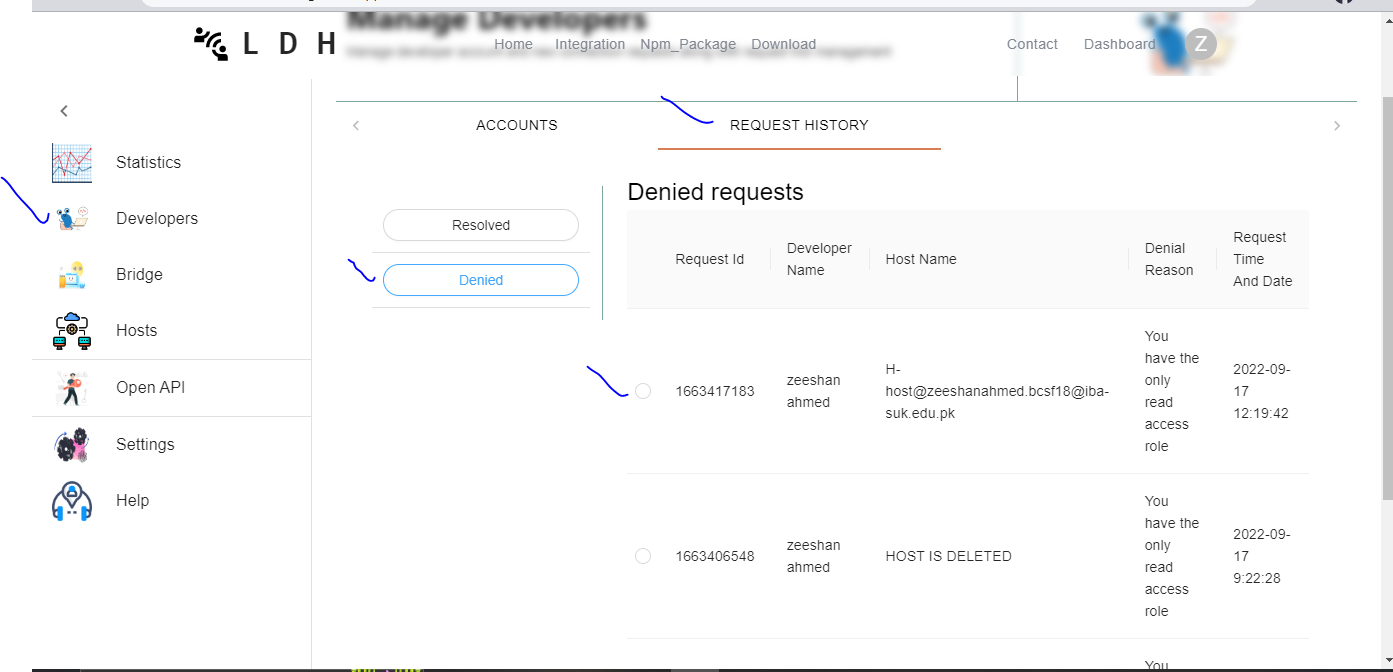 Manage Developers
L D H
Home Integration Npm_Package Download
Contact Dashboard Z
Statistics
Developers
Bridge
Hosts
Open API
Settings
Help
ACCOUNTS REQUEST HISTORY
Resolved
Denied
Denied requests
Request Id
Developer
Name
Host Name
Denial
Reason
Request
Time
And Date
1663417183
zeeshan
ahmed
H-
host@zeeshanahmed.bcsf18@iba-
suk.edu.pk
You
have the
only
read
access
role
2022-09-
17
12:19:42
1663406548
zeeshan
ahmed
HOST IS DELETED
You
have the
only
read
access
role
2022-09-
17
9:22:28
You